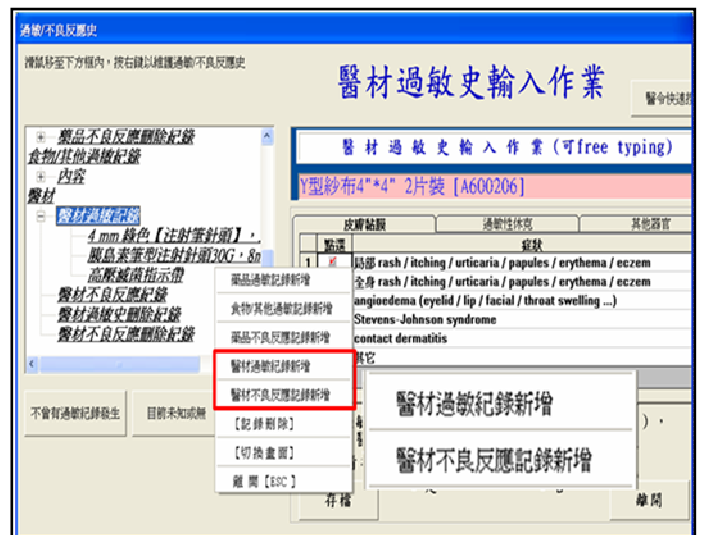 過敏/不良反應史
滑鼠移至下方框內，按右鍵以維護過敏/不良反應史
醫材過敏史輸入作業
醫令快速
藥品不良反應刪除紀錄
食物/其他過敏紀錄
內容
醫材
醫材過敏記錄
4 mm 綠色【注射筆針頭】，
胰島素筆型注射針頭30G，8m
高壓滅菌指示帶
醫材不良反應紀錄
醫材過敏史刪除紀錄
醫材不良反應刪除紀錄
不曾有過敏紀錄發生
目前未知或無
醫材過敏史輸入作業(可free typing)
Y型紗布4"*4" 2片裝 [A600206]
皮膚黏膜
過敏性休克
其他器官
點選
症狀
1
局部 rash / itching / urticaria / papules / erythema / eczem
全身 rash / itching / urticaria / papules / erythema / eczem
angioedema (eyelid / lip / facial / throat swelling ...)
Stevens-Johnson syndrome
contact dermatitis
其它
藥品過敏記錄新增
食物/其他過敏記錄新增
藥品不良反應記錄新增
醫材過敏紀錄新增
醫材不良反應記錄新增
[記錄刪除]
[切換畫面]
離開[ESC]
醫材過敏紀錄新增
醫材不良反應記錄新增
)，
存檔
離開